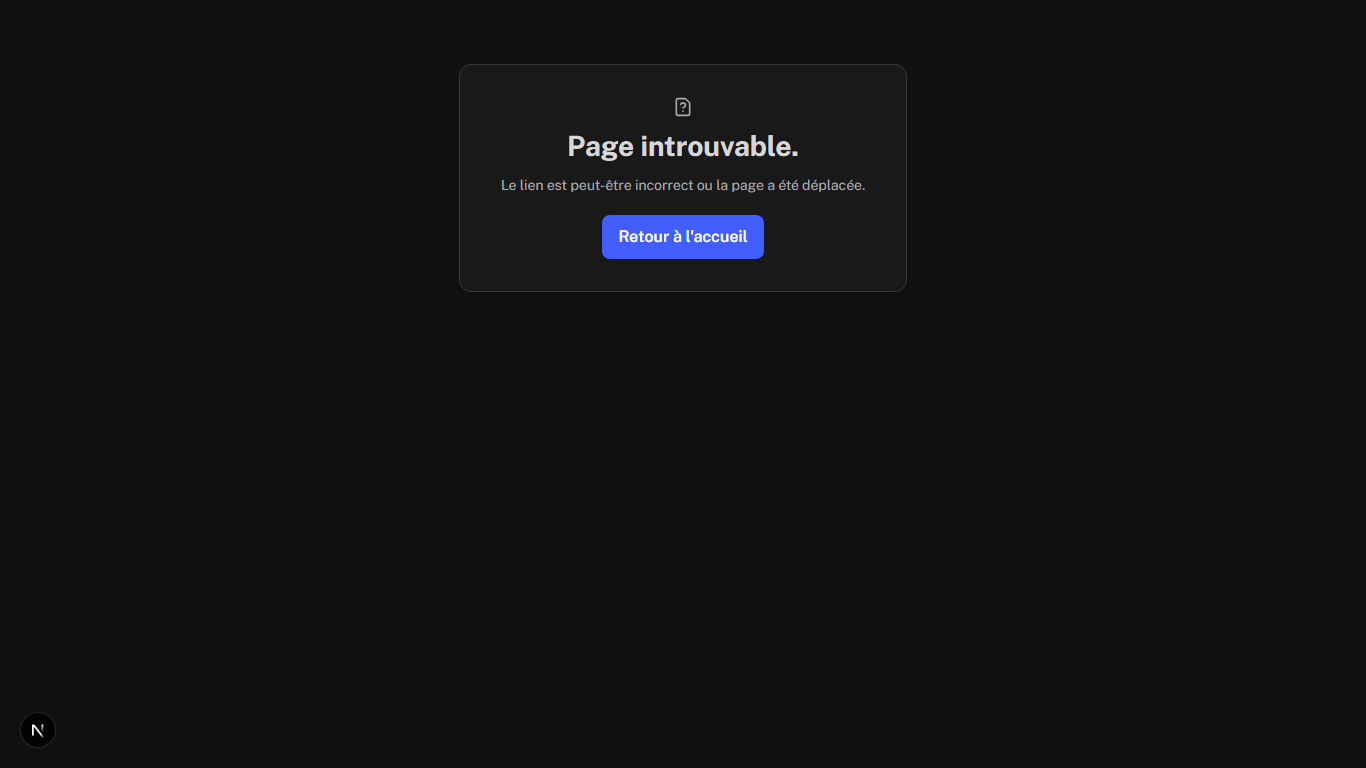 Page introuvable.
Le lien est peut-être incorrect ou la page a été déplacée.
Retour à l'accueil
N